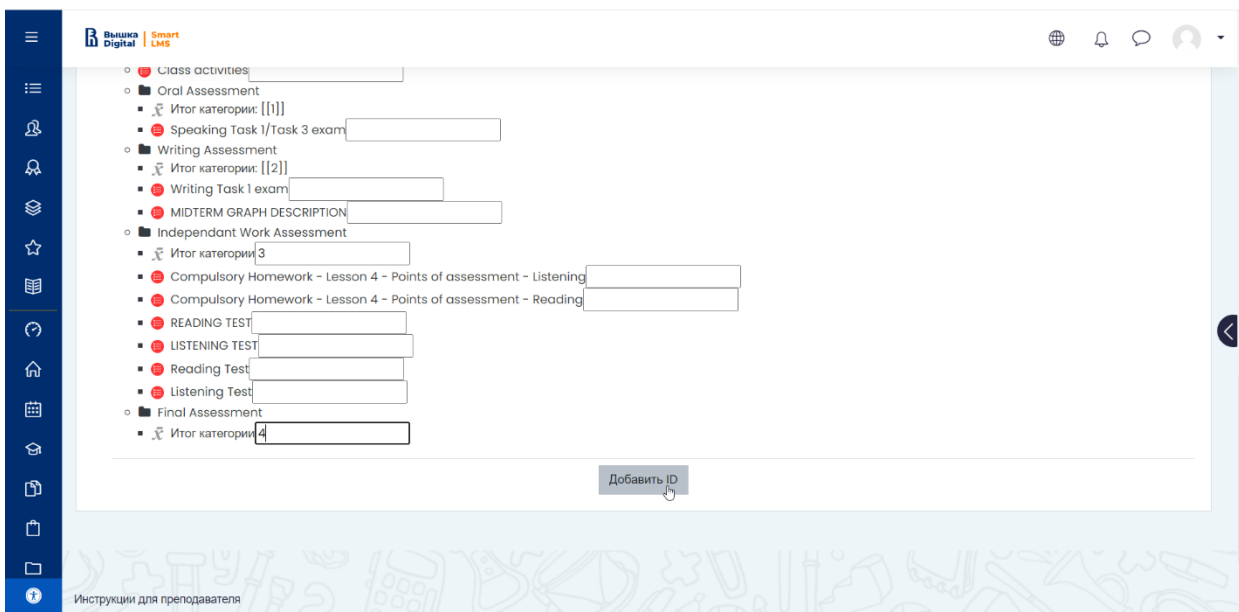 Вышка | Smart
Digital | LMS
Class activities
Oral Assessment
x̄ Итог категории: [[1]]
Speaking Task 1/Task 3 exam
Writing Assessment
x̄ Итог категории: [[2]]
Writing Task 1 exam
MIDTERM GRAPH DESCRIPTION
Independant Work Assessment
x̄ Итог категории 3
Compulsory Homework - Lesson 4 - Points of assessment - Listening
Compulsory Homework - Lesson 4 - Points of assessment - Reading
READING TEST
LISTENING TEST
Reading Test
Listening Test
Final Assessment
x̄ Итог категории 4
Добавить ID
Инструкции для преподавателя